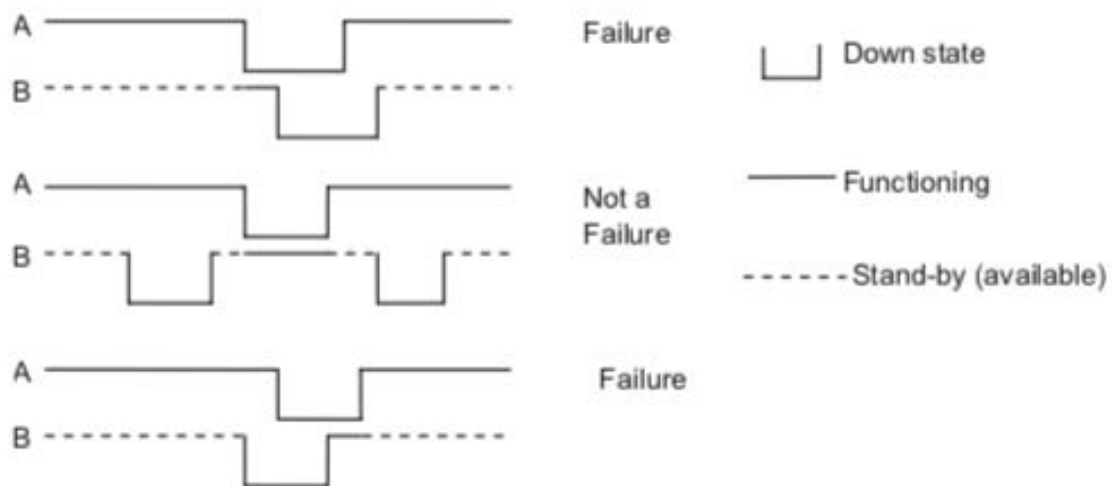 A
Failure
Down state
B
A
Not a
Failure
Functioning
B
Stand-by (available)
A
Failure
B